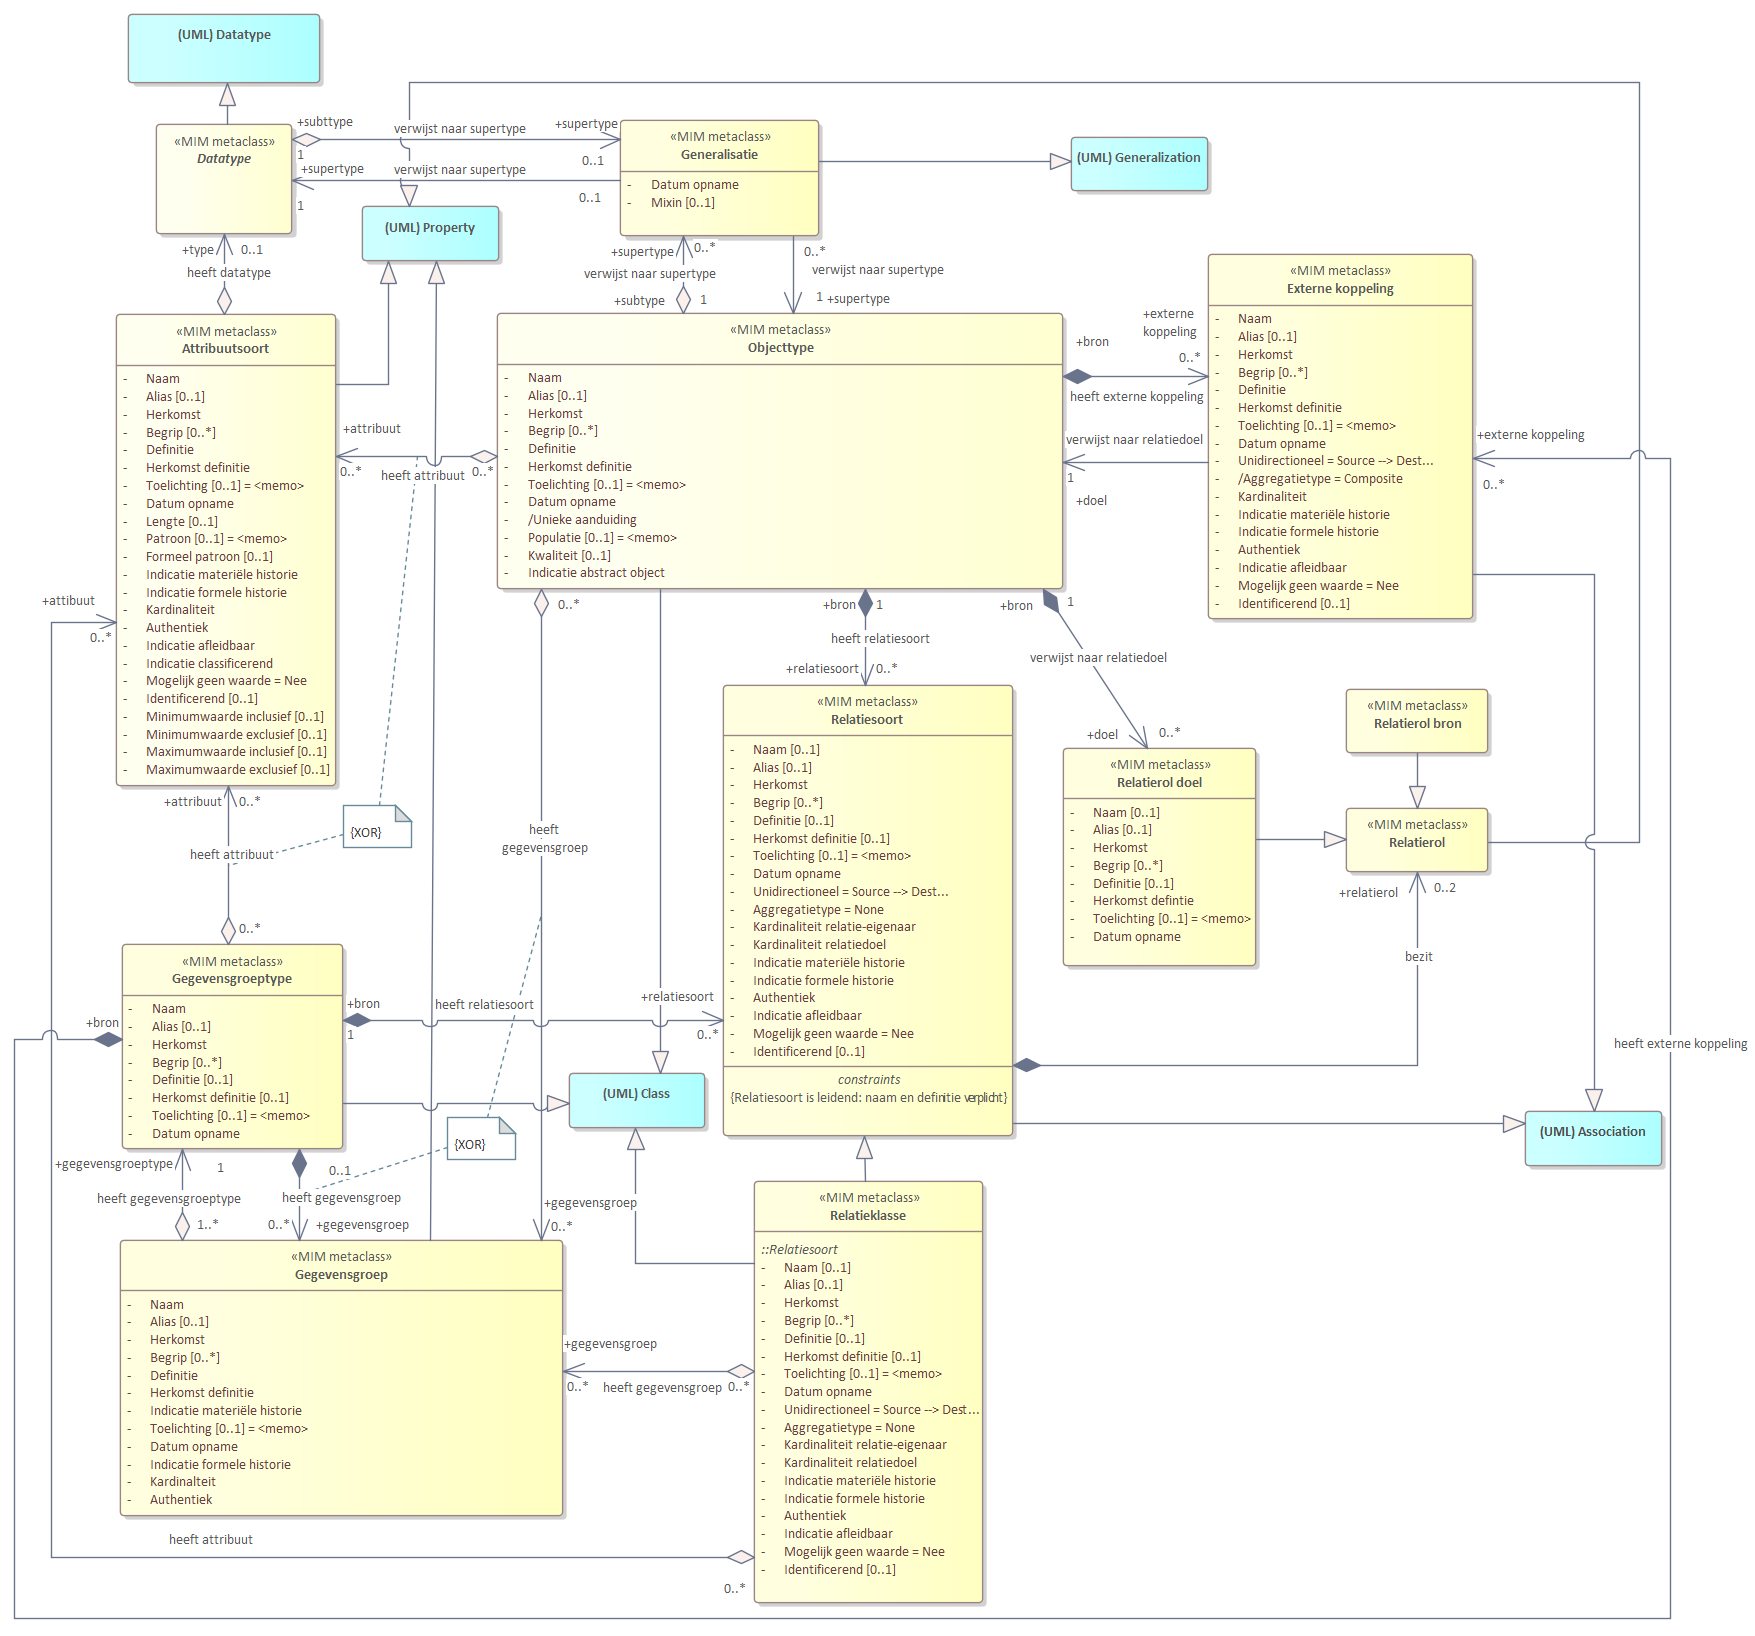 (UML) Datatype
«MIM metaclass»
Datatype
+subttype
1
verwijst naar supertype
+supertype
0..1
+supertype
1
verwijst naar supertype
0..1
«MIM metaclass»
Generalisatie
- Datum opname
- Mixin [0..1]
(UML) Generalization
(UML) Property
+type
0..1
heeft datatype
+supertype
0..*
verwijst naar supertype
+subtype
1
0..*
verwijst naar supertype
1
+supertype
«MIM metaclass»
Attribuutsoort
- Naam
- Alias [0..1]
- Herkomst
- Begrip [0..*]
- Definitie
- Herkomst definitie
- Toelichting [0..1] = <memo>
- Datum opname
- Lengte [0..1]
- Patroon [0..1] = <memo>
- Formeel patroon [0..1]
- Indicatie materiële historie
- Indicatie formele historie
- Kardinaliteit
- Authentiek
- Indicatie afleidbaar
- Indicatie classificerend
- Mogelijk geen waarde = Nee
- Identificerend [0..1]
- Minimumwaarde inclusief [0..1]
- Minimumwaarde exclusief [0..1]
- Maximumwaarde inclusief [0..1]
- Maximumwaarde exclusief [0..1]
«MIM metaclass»
Objecttype
- Naam
- Alias [0..1]
- Herkomst
- Begrip [0..*]
- Definitie
- Herkomst definitie
- Toelichting [0..1] = <memo>
- Datum opname
- /Unieke aanduiding
- Populatie [0..1] = <memo>
- Kwaliteit [0..1]
- Indicatie abstract object
«MIM metaclass»
Externe koppeling
- Naam
- Alias [0..1]
- Herkomst
- Begrip [0..*]
- Definitie
- Herkomst definitie
- Toelichting [0..1] = <memo>
- Datum opname
- Unidirectioneel = Source --> Dest...
- /Aggregatietype = Composite
- Kardinaliteit
- Indicatie materiële historie
- Indicatie formele historie
- Authentiek
- Indicatie afleidbaar
- Mogelijk geen waarde = Nee
- Identificerend [0..1]
+bron
+externe
koppeling
0..*
heeft externe koppeling
verwijst naar relatiedoel
1
+doel
+externe koppeling
0..*
+attribuut
0..*
heeft attribuut
0..*
+attibuut
0..*
0..*
+bron
1
heeft relatiesoort
+relatiesoort
0..*
+bron
1
verwijst naar relatiedoel
+doel
0..*
«MIM metaclass»
Relatiesoort
- Naam [0..1]
- Alias [0..1]
- Herkomst
- Begrip [0..*]
- Definitie [0..1]
- Herkomst definitie [0..1]
- Toelichting [0..1] = <memo>
- Datum opname
- Unidirectioneel = Source --> Dest...
- Aggregatietype = None
- Kardinaliteit relatie-eigenaar
- Kardinaliteit relatiedoel
- Indicatie materiële historie
- Indicatie formele historie
- Authentiek
- Indicatie afleidbaar
- Mogelijk geen waarde = Nee
- Identificerend [0..1]
constraints
{Relatiesoort is leidend: naam en definitie verplicht}
«MIM metaclass»
Relatierol doel
- Naam [0..1]
- Alias [0..1]
- Herkomst
- Begrip [0..*]
- Definitie [0..1]
- Herkomst defintie
- Toelichting [0..1] = <memo>
- Datum opname
«MIM metaclass»
Relatierol bron
«MIM metaclass»
Relatierol
+relatierol
0..2
bezit
+attribuut
0..*
{XOR}
heeft attribuut
0..*
heeft
gegevensgroep
«MIM metaclass»
Gegevensgroeptype
- Naam
- Alias [0..1]
- Herkomst
- Begrip [0..*]
- Definitie [0..1]
- Herkomst definitie [0..1]
- Toelichting [0..1] = <memo>
- Datum opname
+bron
+bron
1
heeft relatiesoort
+relatiesoort
0..*
heeft externe koppeling
(UML) Class
(UML) Association
{XOR}
+gegevensgroeptype
1
heeft gegevensgroeptype
1..*
0..1
heeft gegevensgroep
0..*
+gegevensgroep
+gegevensgroep
0..*
«MIM metaclass»
Gegevensgroep
- Naam
- Alias [0..1]
- Herkomst
- Begrip [0..*]
- Definitie
- Herkomst definitie
- Indicatie materiële historie
- Toelichting [0..1] = <memo>
- Datum opname
- Indicatie formele historie
- Kardinalteit
- Authentiek
+gegevensgroep
0..*
heeft gegevensgroep
0..*
«MIM metaclass»
Relatieklasse
::Relatiesoort
- Naam [0..1]
- Alias [0..1]
- Herkomst
- Begrip [0..*]
- Definitie [0..1]
- Herkomst definitie [0..1]
- Toelichting [0..1] = <memo>
- Datum opname
- Unidirectioneel = Source --> Dest...
- Aggregatietype = None
- Kardinaliteit relatie-eigenaar
- Kardinaliteit relatiedoel
- Indicatie materiële historie
- Indicatie formele historie
- Authentiek
- Indicatie afleidbaar
- Mogelijk geen waarde = Nee
- Identificerend [0..1]
heeft attribuut
0..*